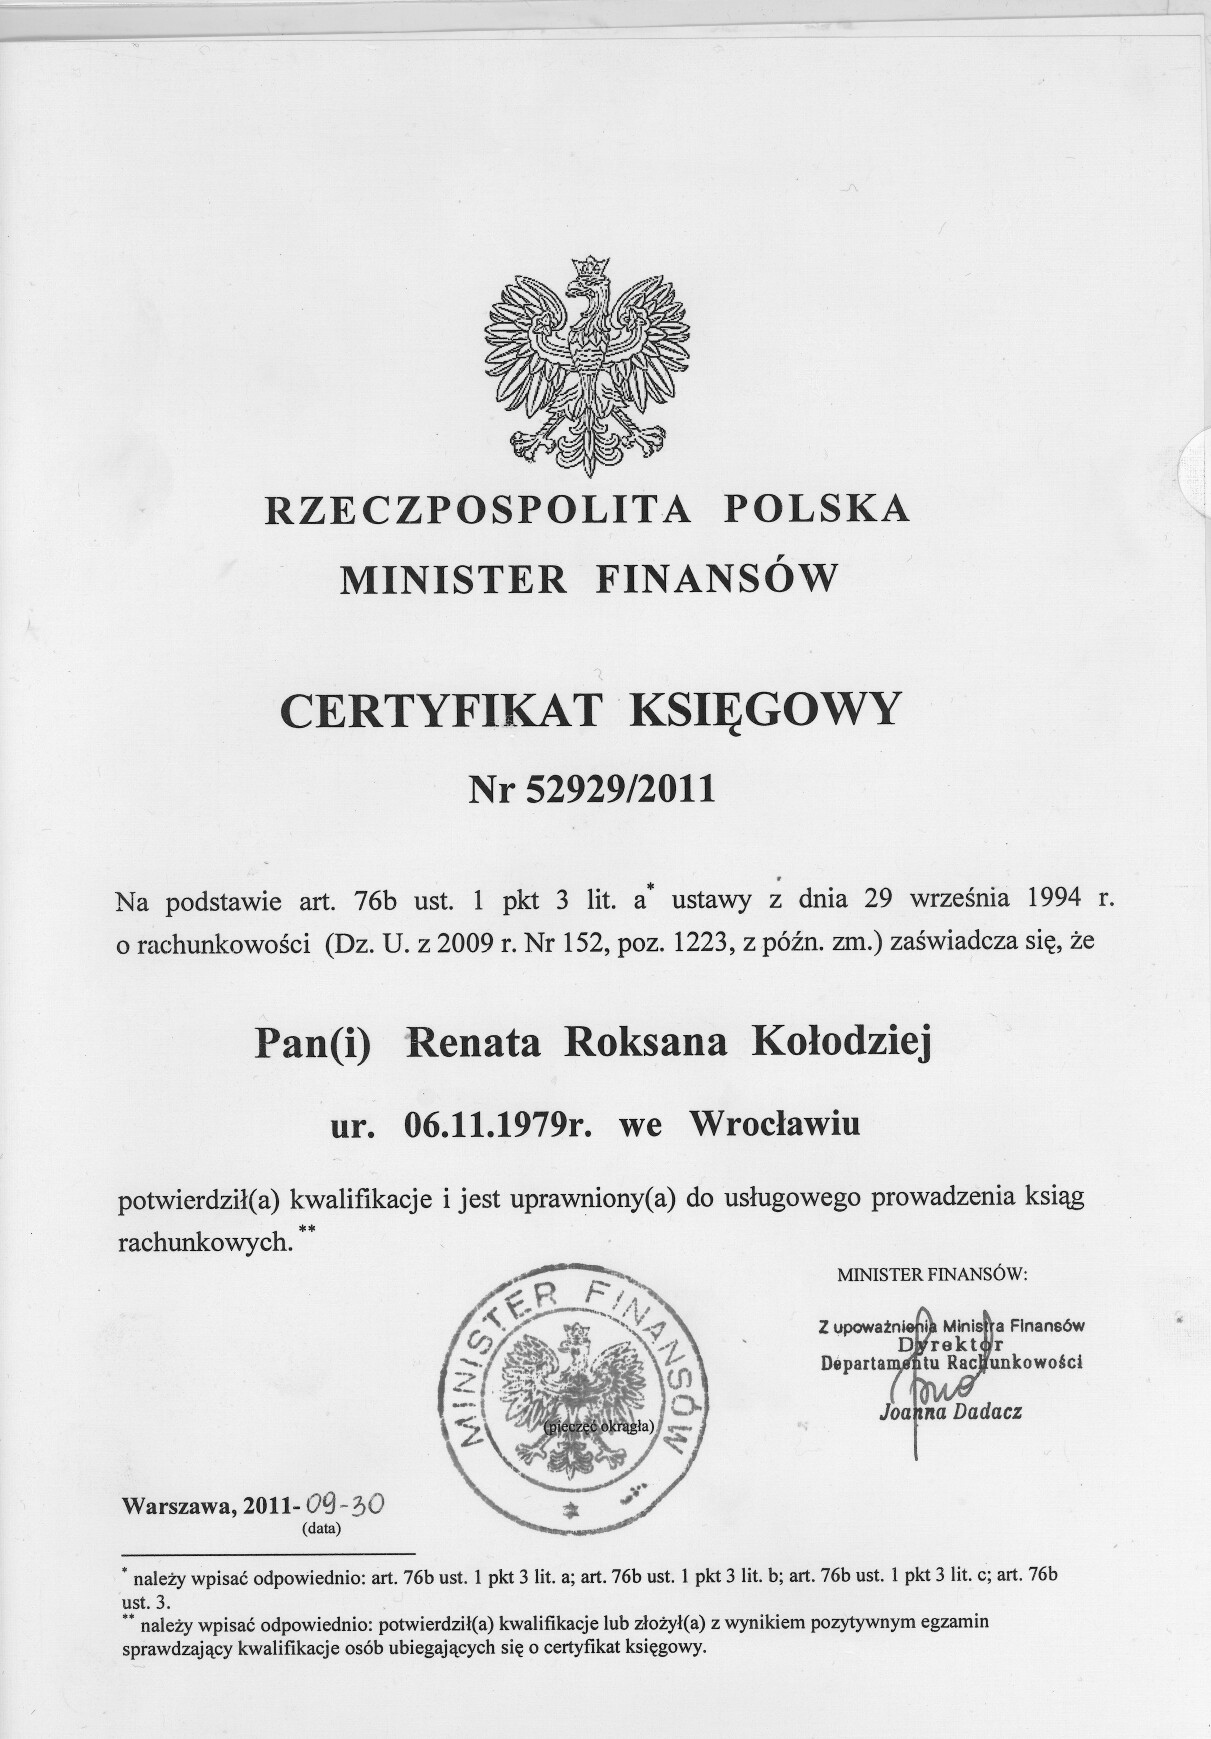 RZECZPOSPOLITA POLSKA
MINISTER FINANSÓW
CERTYFIKAT KSIĘGOWY
Nr 52929/2011
Na podstawie art. 76b ust. 1 pkt 3 lit. a* ustawy z dnia 29 września 1994 r.
o rachunkowości (Dz. U. z 2009 r. Nr 152, poz. 1223, z późn. zm.) zaświadcza się, że
Pan(i) Renata Roksana Kołodziej
ur. 06.11.1979r. we Wrocławiu
potwierdził(a) kwalifikacje i jest uprawniony(a) do usługowego prowadzenia ksiąg
rachunkowych.**
MINISTER FINANSÓW:
Z upoważnienia Ministra Finansów
Dyrektor
Departamentu Rachunkowości
Joanna Dadacz
MINISTER FINANSÓW
(pieczęć okrągła)
Warszawa, 2011-09-30
(data)
* należy wpisać odpowiednio: art. 76b ust. 1 pkt 3 lit. a; art. 76b ust. 1 pkt 3 lit. b; art. 76b ust. 1 pkt 3 lit. c; art. 76b
ust. 3.
** należy wpisać odpowiednio: potwierdził(a) kwalifikacje lub złożył(a) z wynikiem pozytywnym egzamin
sprawdzający kwalifikacje osób ubiegających się o certyfikat księgowy.